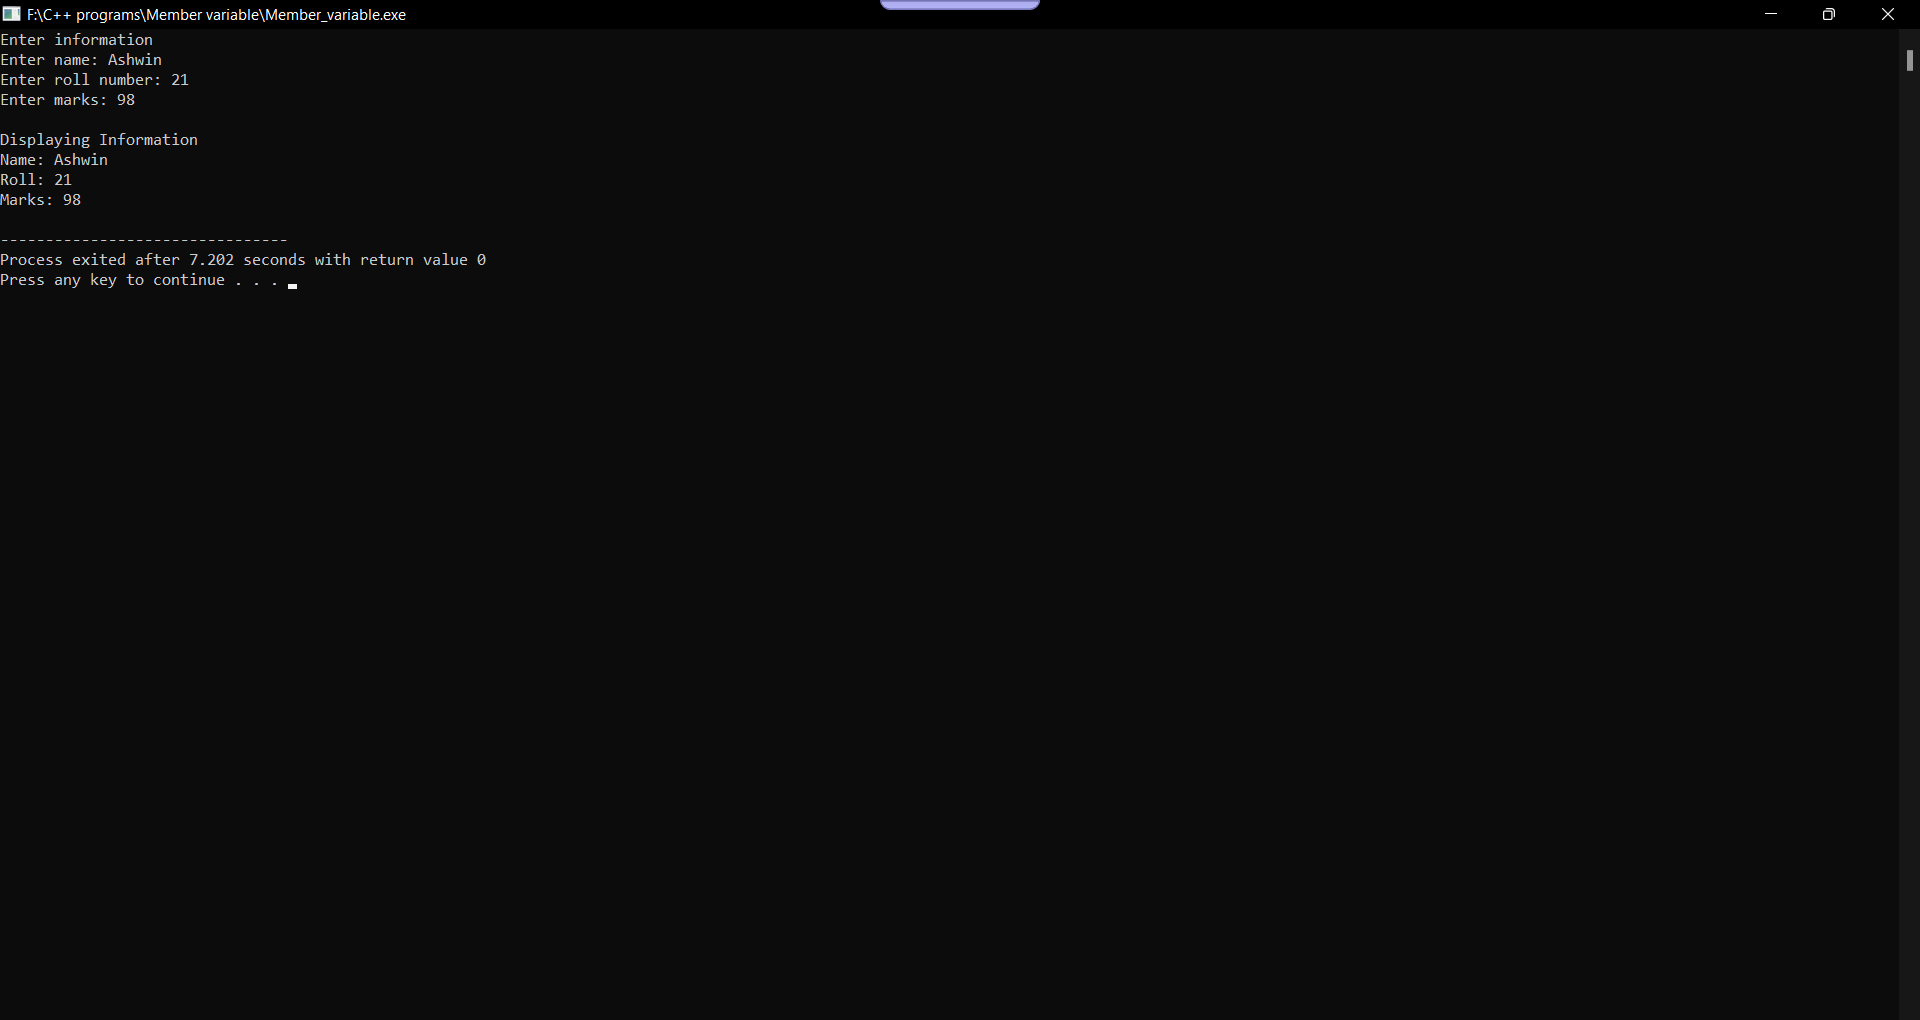 F:\C++ programs\Member variable\Member_variable.exe
Enter information
Enter name: Ashwin
Enter roll number: 21
Enter marks: 98
Displaying Information
Name: Ashwin
Roll: 21
Marks: 98
--------------------------------
Process exited after 7.202 seconds with return value 0
Press any key to continue . . .